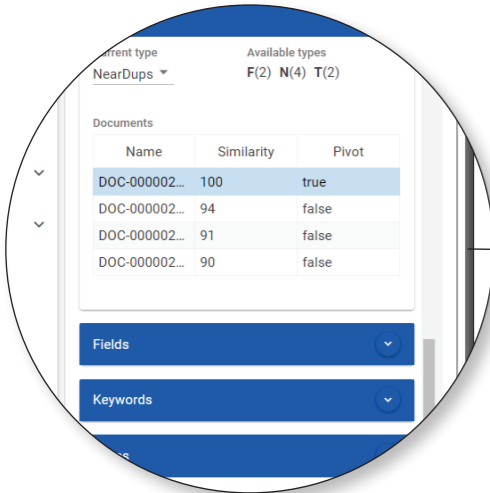 Current type Available types
NearDups F(2) N(4) T(2)
Documents
Name Similarity Pivot
DOC-000002... 100 true
DOC-000002... 94 false
DOC-000002... 91 false
DOC-000002... 90 false
Fields
Keywords